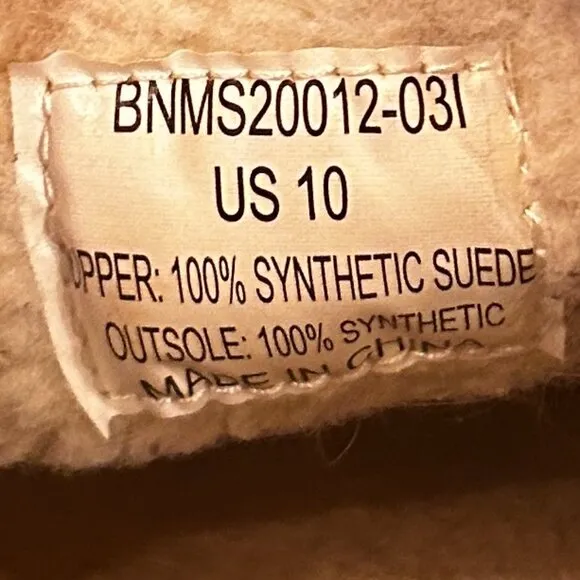 BNMS20012-03I
US 10
UPPER: 100% SYNTHETIC SUEDE
OUTSOLE: 100% SYNTHETIC
MADE IN CHINA